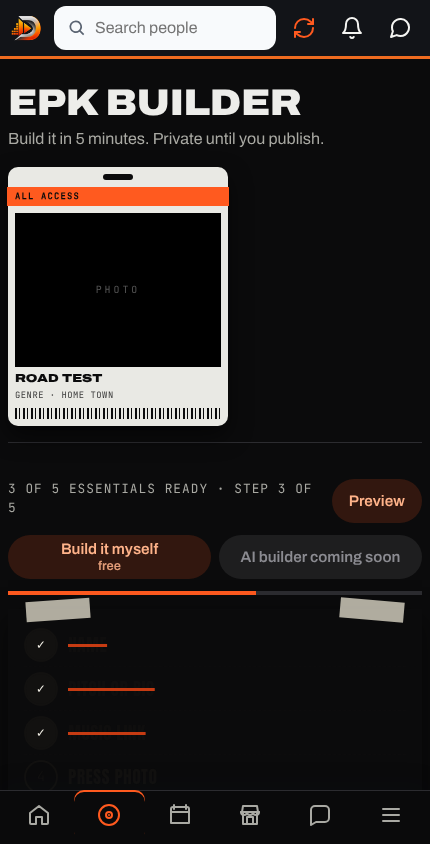 Search people
EPK BUILDER
Build it in 5 minutes. Private until you publish.
ALL ACCESS
PHOTO
ROAD TEST
GENRE · HOME TOWN
3 OF 5 ESSENTIALS READY · STEP 3 OF
5
Preview
Build it myself
free
AI builder coming soon
✓
✓
✓
PRESS PHOTO